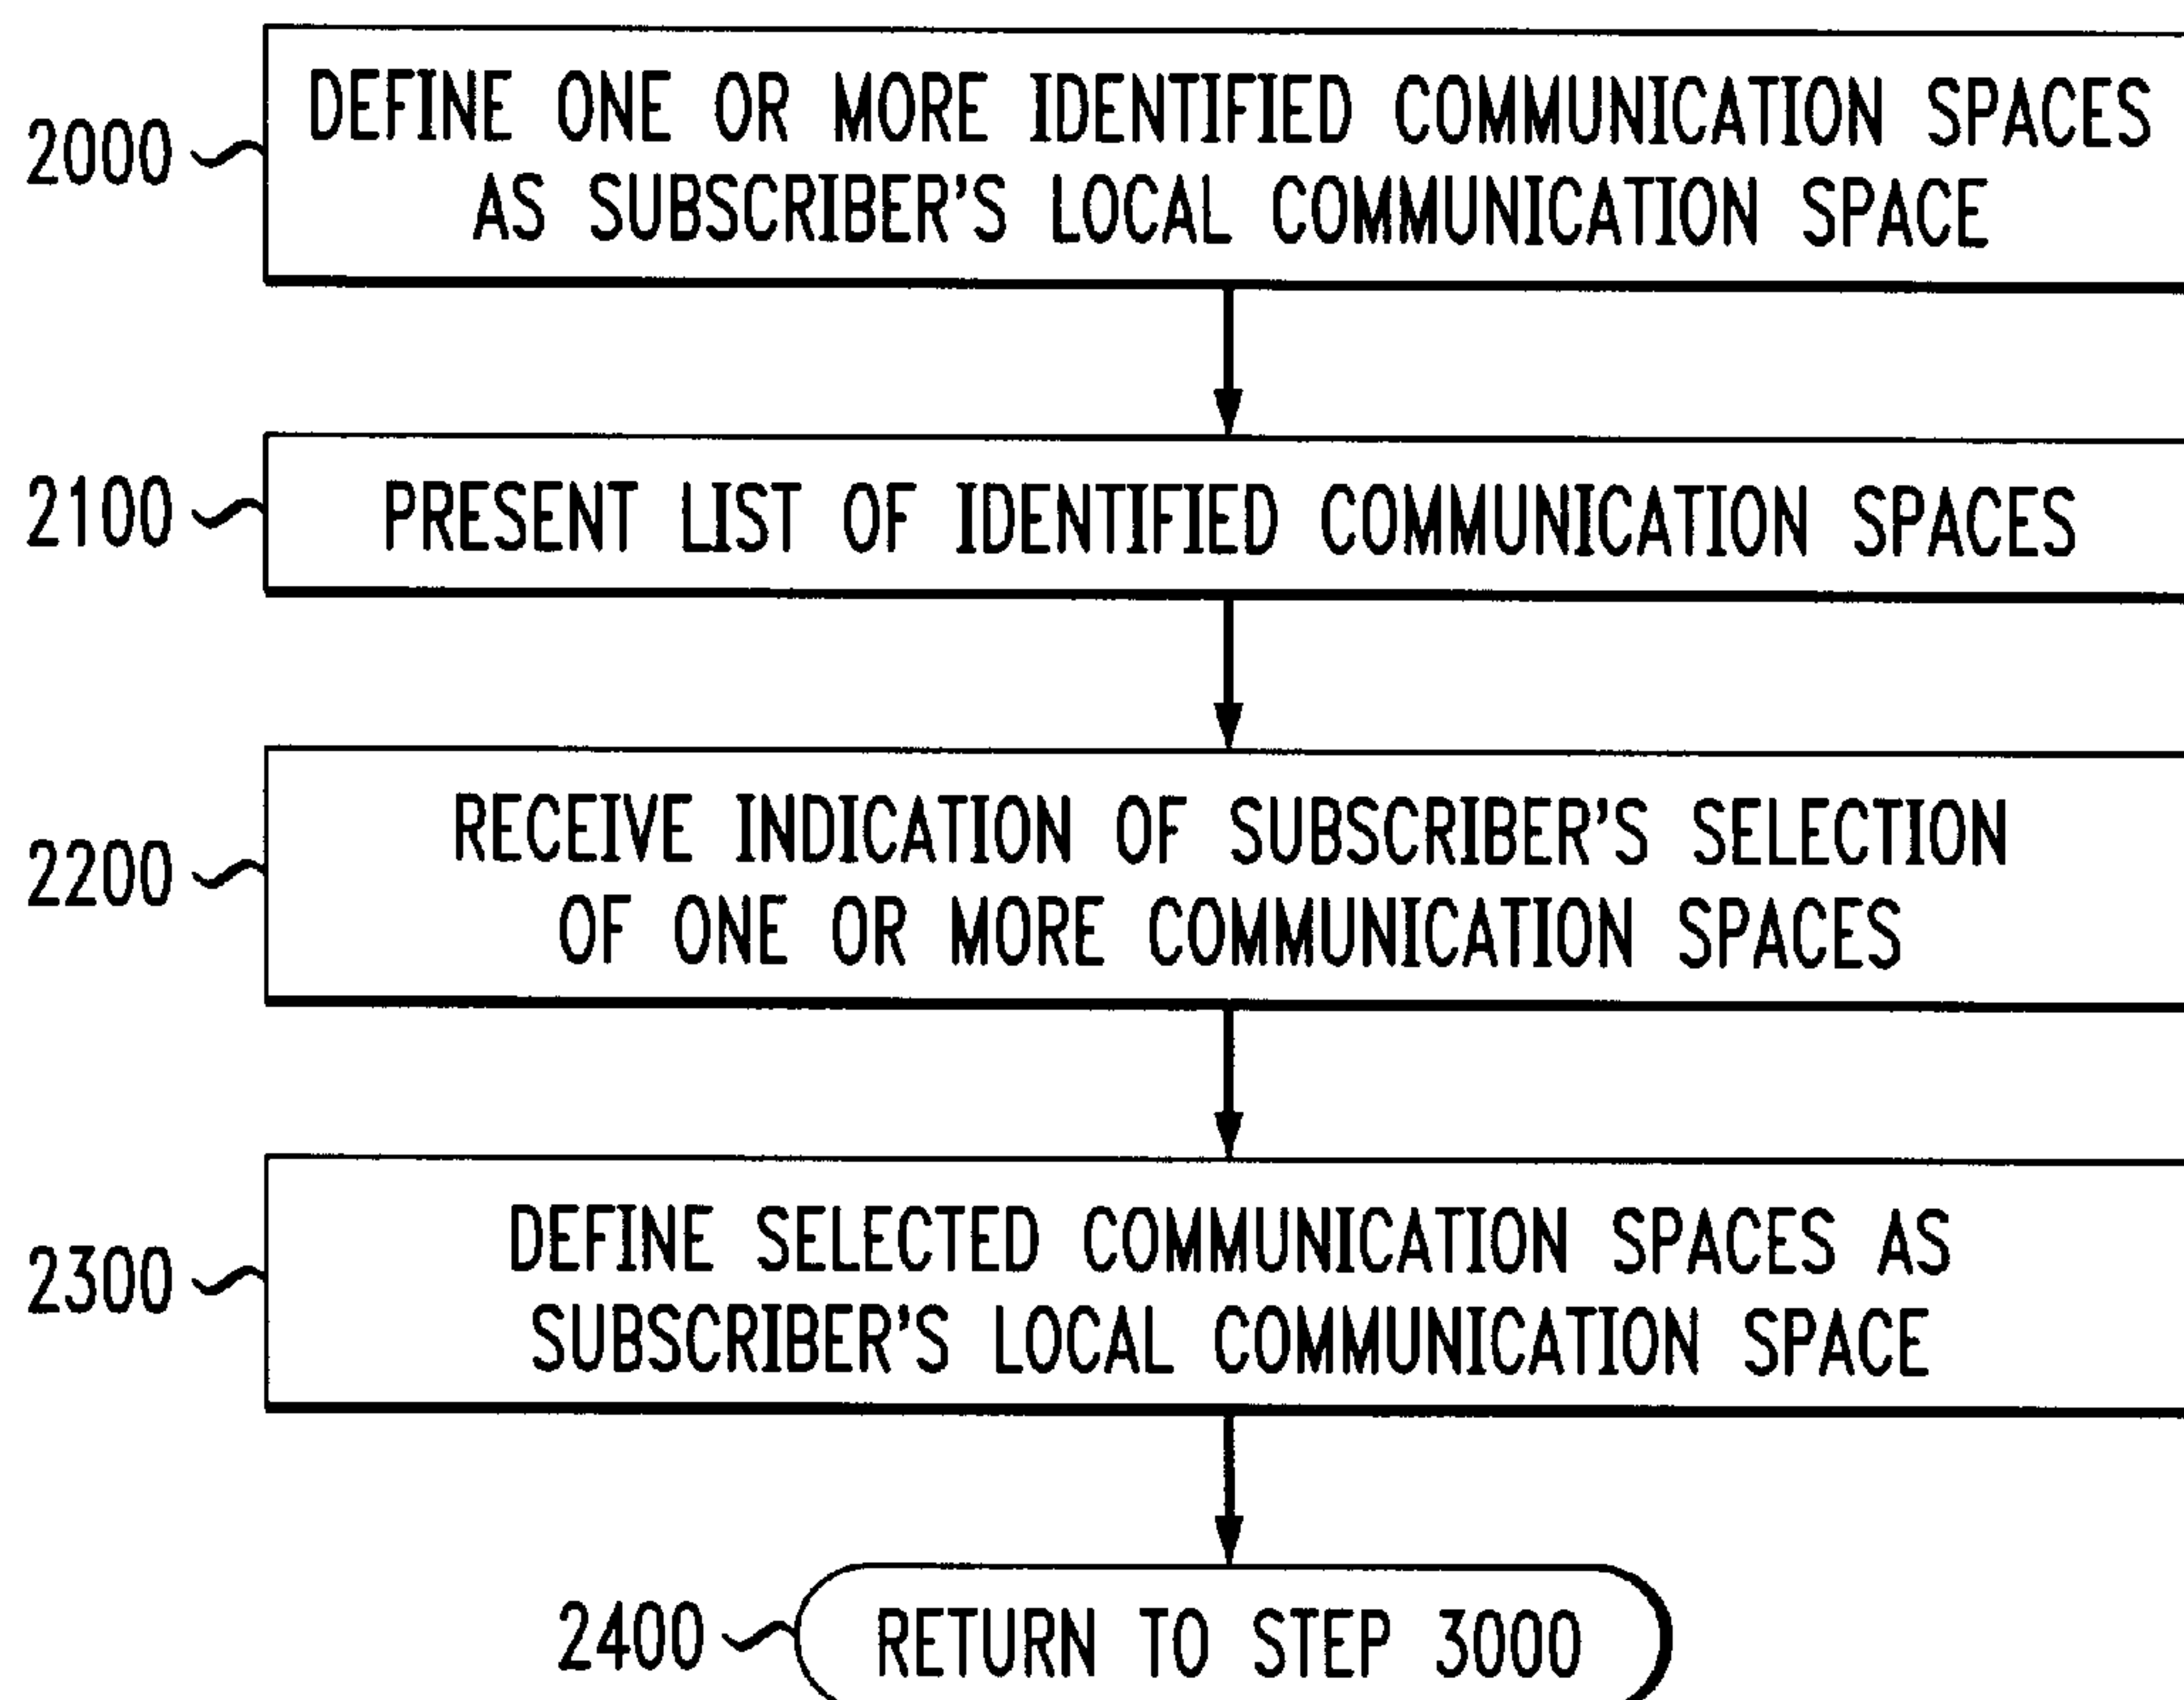 2000
DEFINE ONE OR MORE IDENTIFIED COMMUNICATION SPACES
AS SUBSCRIBER'S LOCAL COMMUNICATION SPACE
2100
PRESENT LIST OF IDENTIFIED COMMUNICATION SPACES
2200
RECEIVE INDICATION OF SUBSCRIBER'S SELECTION
OF ONE OR MORE COMMUNICATION SPACES
2300
DEFINE SELECTED COMMUNICATION SPACES AS
SUBSCRIBER'S LOCAL COMMUNICATION SPACE
2400
RETURN TO STEP 3000